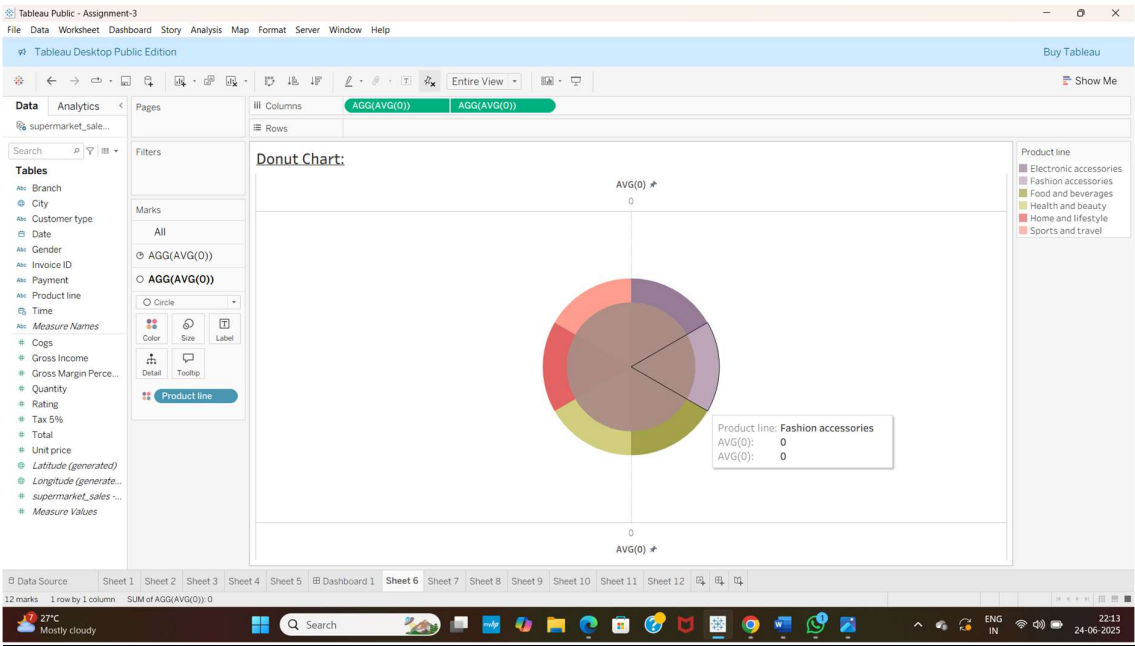 Tableau Public - Assignment-3
File Data Worksheet Dashboard Story Analysis Map Format Server Window Help
Tableau Desktop Public Edition
Buy Tableau
Entire View
Show Me
Data Analytics
supermarket_sale...
Search
Tables
Abc Branch
City
Abc Customer type
Date
Abc Gender
Abc Invoice ID
Abc Payment
Abc Product line
Time
Abc Measure Names
# Cogs
# Gross Income
# Gross Margin Perce...
# Quantity
# Rating
# Tax 5%
# Total
# Unit price
Latitude (generated)
Longitude (generate...
# supermarket_sales -...
# Measure Values
Pages
Filters
Marks
All
AGG(AVG(0))
AGG(AVG(0))
Circle
Color Size Label
Detail Tooltip
Product line
Columns AGG(AVG(0)) AGG(AVG(0))
Rows
Donut Chart:
AVG(0)
0
Product line: Fashion accessories
AVG(0): 0
AVG(0): 0
0
AVG(0)
Product line
Electronic accessories
Fashion accessories
Food and beverages
Health and beauty
Home and lifestyle
Sports and travel
Data Source Sheet 1 Sheet 2 Sheet 3 Sheet 4 Sheet 5 Dashboard 1 Sheet 6 Sheet 7 Sheet 8 Sheet 9 Sheet 10 Sheet 11 Sheet 12
12 marks 1 row by 1 column SUM of AGG(AVG(0)): 0
7
27°C
Mostly cloudy
Search
myhp
ENG
IN
22:13
24-06-2025